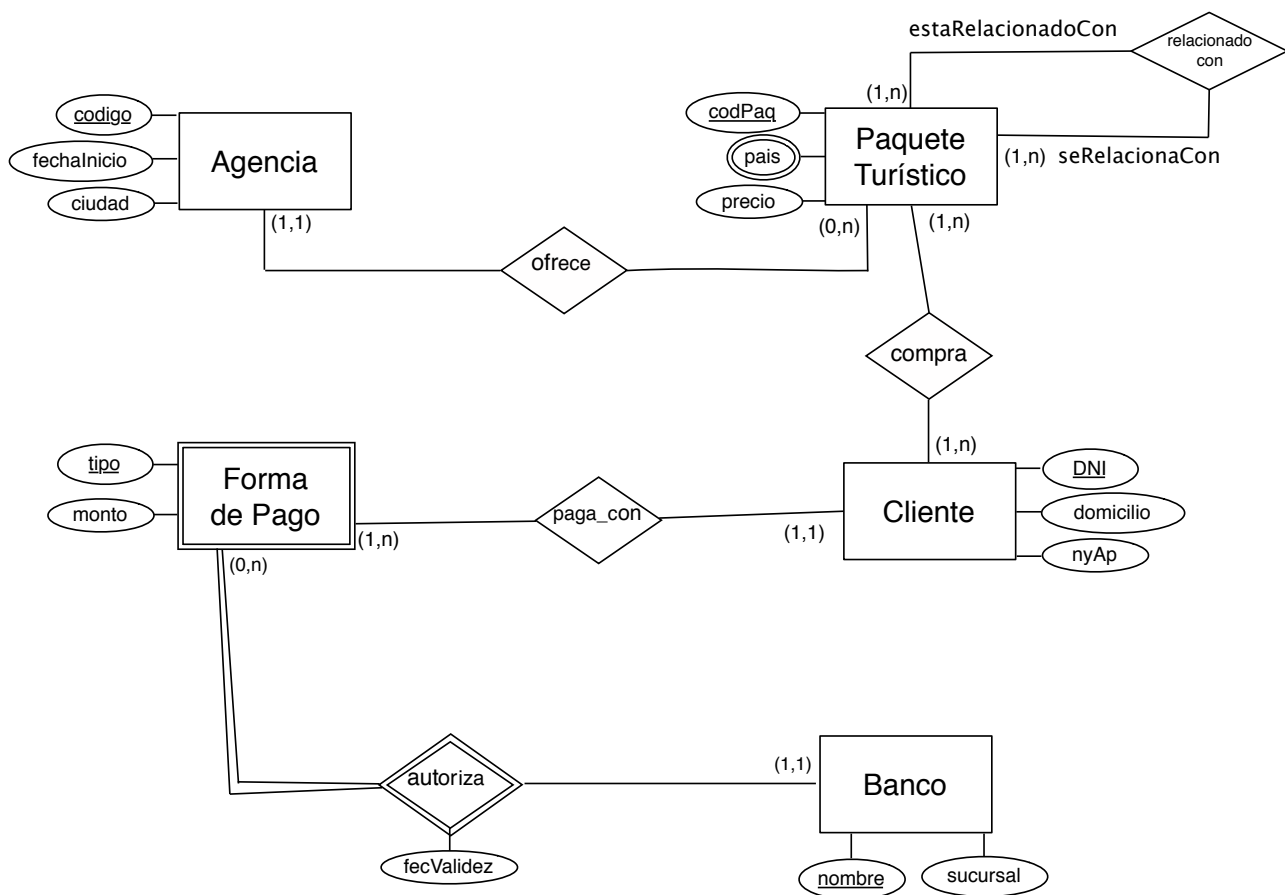 estaRelacionadoCon
relacionado
con
(1,n)
codigo
fechaInicio
ciudad
Agencia
(1,1)
codPaq
pais
precio
Paquete
Turístico
(1,n)
seRelacionaCon
(0,n)
(1,n)
ofrece
compra
(1,n)
tipo
monto
Forma
de Pago
(1,n)
(0,n)
paga_con
(1,1)
Cliente
DNI
domicilio
nyAp
autoriza
fecValidez
(1,1)
Banco
nombre
sucursal